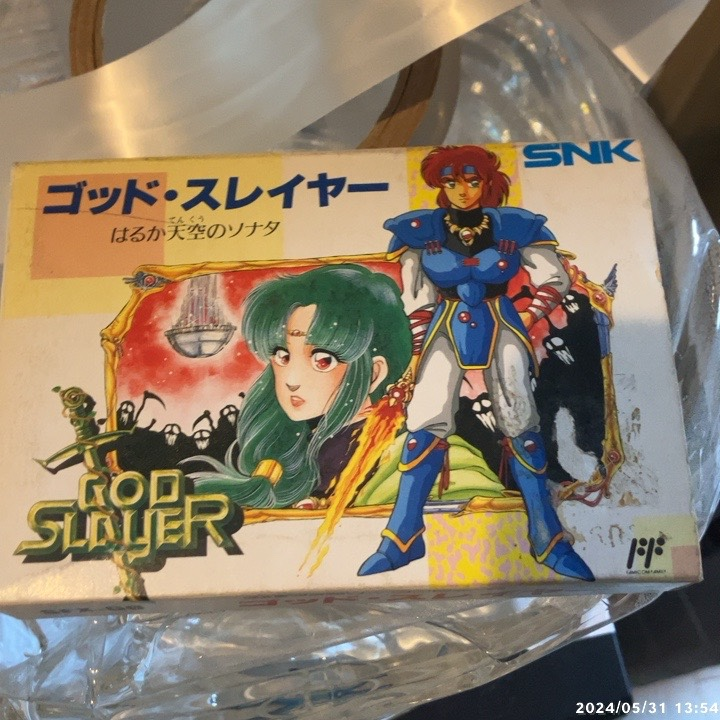 SNK
ゴッド・スレイヤー
てんくう
はるか天空のソナタ
GOD
SLAYER
2024/05/31 13:54